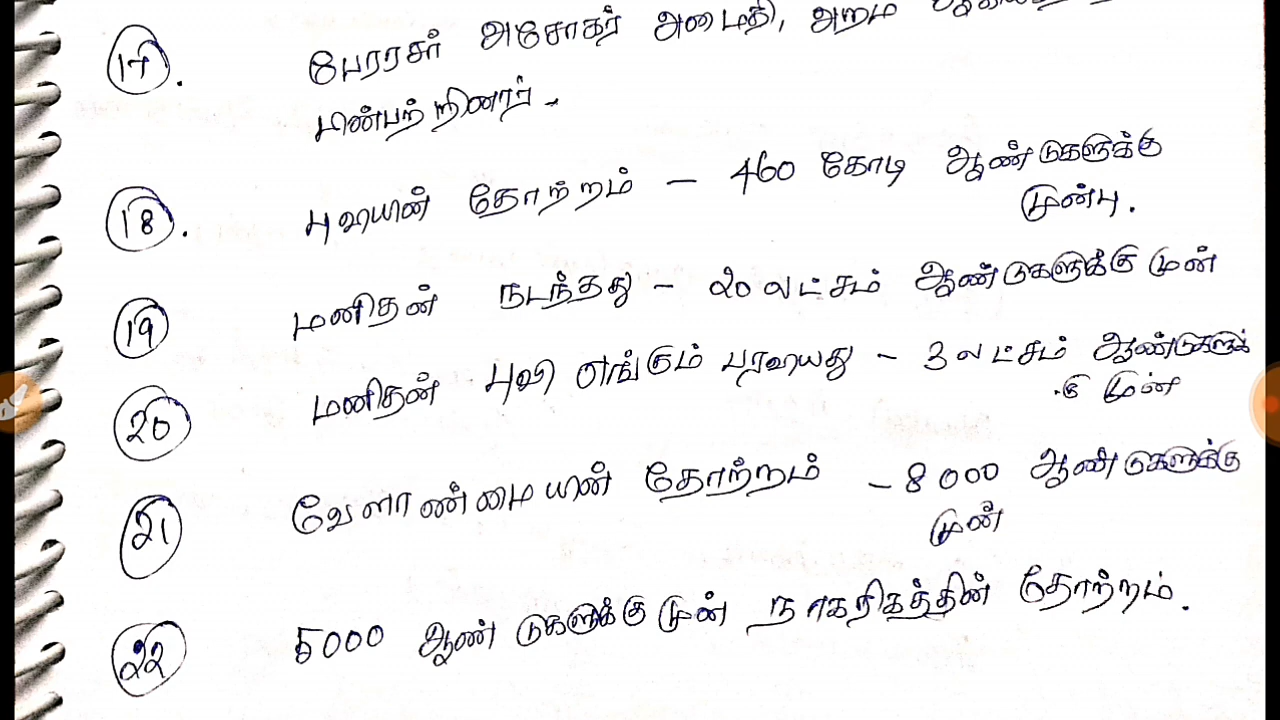 17. பேரரசர் அசோகர் அமைதி, அறம்
பின்பற்றினார்.
18. புவியின் தோற்றம் – 460 கோடி ஆண்டுகளுக்கு
முன்பு.
19 மனிதன் நடந்தது – 20 லட்சம் ஆண்டுகளுக்கு முன்
20 மனிதன் புவி எங்கும் பரவியது – 3 லட்சம் ஆண்டுகளுக்
கு முன்
21 வேளாண்மையின் தோற்றம் – 8000 ஆண்டுகளுக்கு
முன்
22 5000 ஆண்டுகளுக்கு முன் நாகரிகத்தின் தோற்றம்.